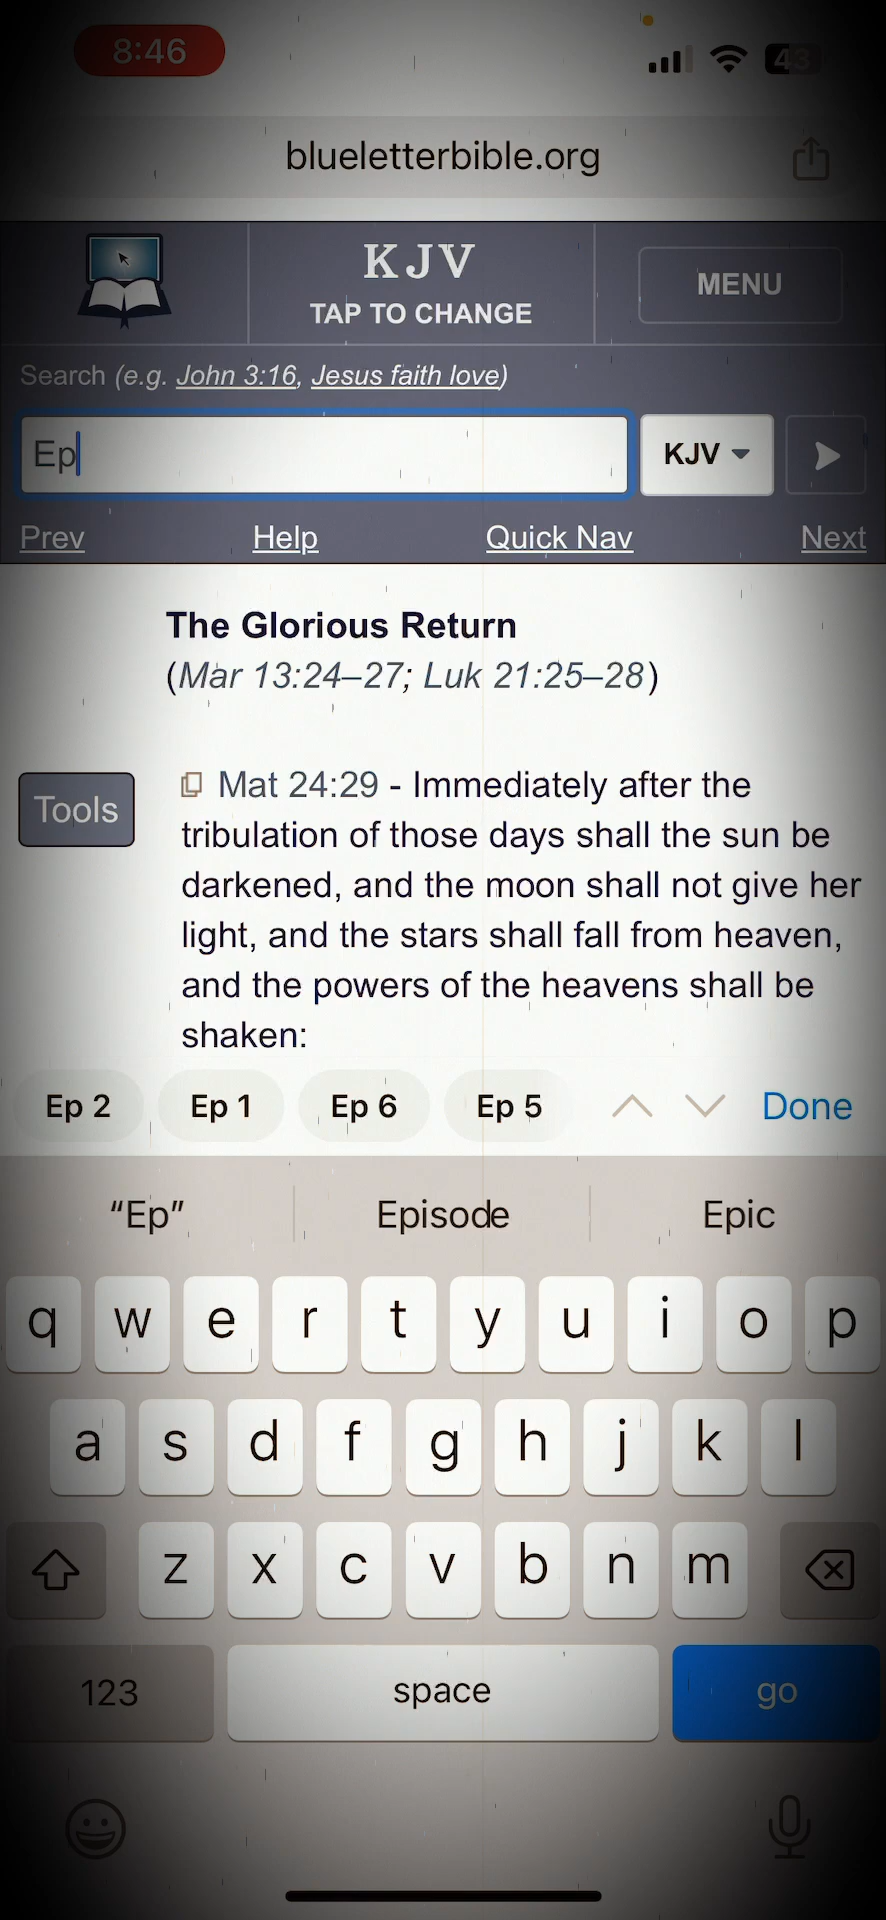 8:46
43
blueletterbible.org
KJV
TAP TO CHANGE
MENU
Search (e.g. John 3:16, Jesus faith love)
Ep
KJV
Prev Help Quick Nav Next
The Glorious Return
(Mar 13:24–27; Luk 21:25–28)
Tools
Mat 24:29 - Immediately after the
tribulation of those days shall the sun be
darkened, and the moon shall not give her
light, and the stars shall fall from heaven,
and the powers of the heavens shall be
shaken:
Ep 2 Ep 1 Ep 6 Ep 5 Done
“Ep” Episode Epic
q w e r t y u i o p
a s d f g h j k l
z x c v b n m
123 space go